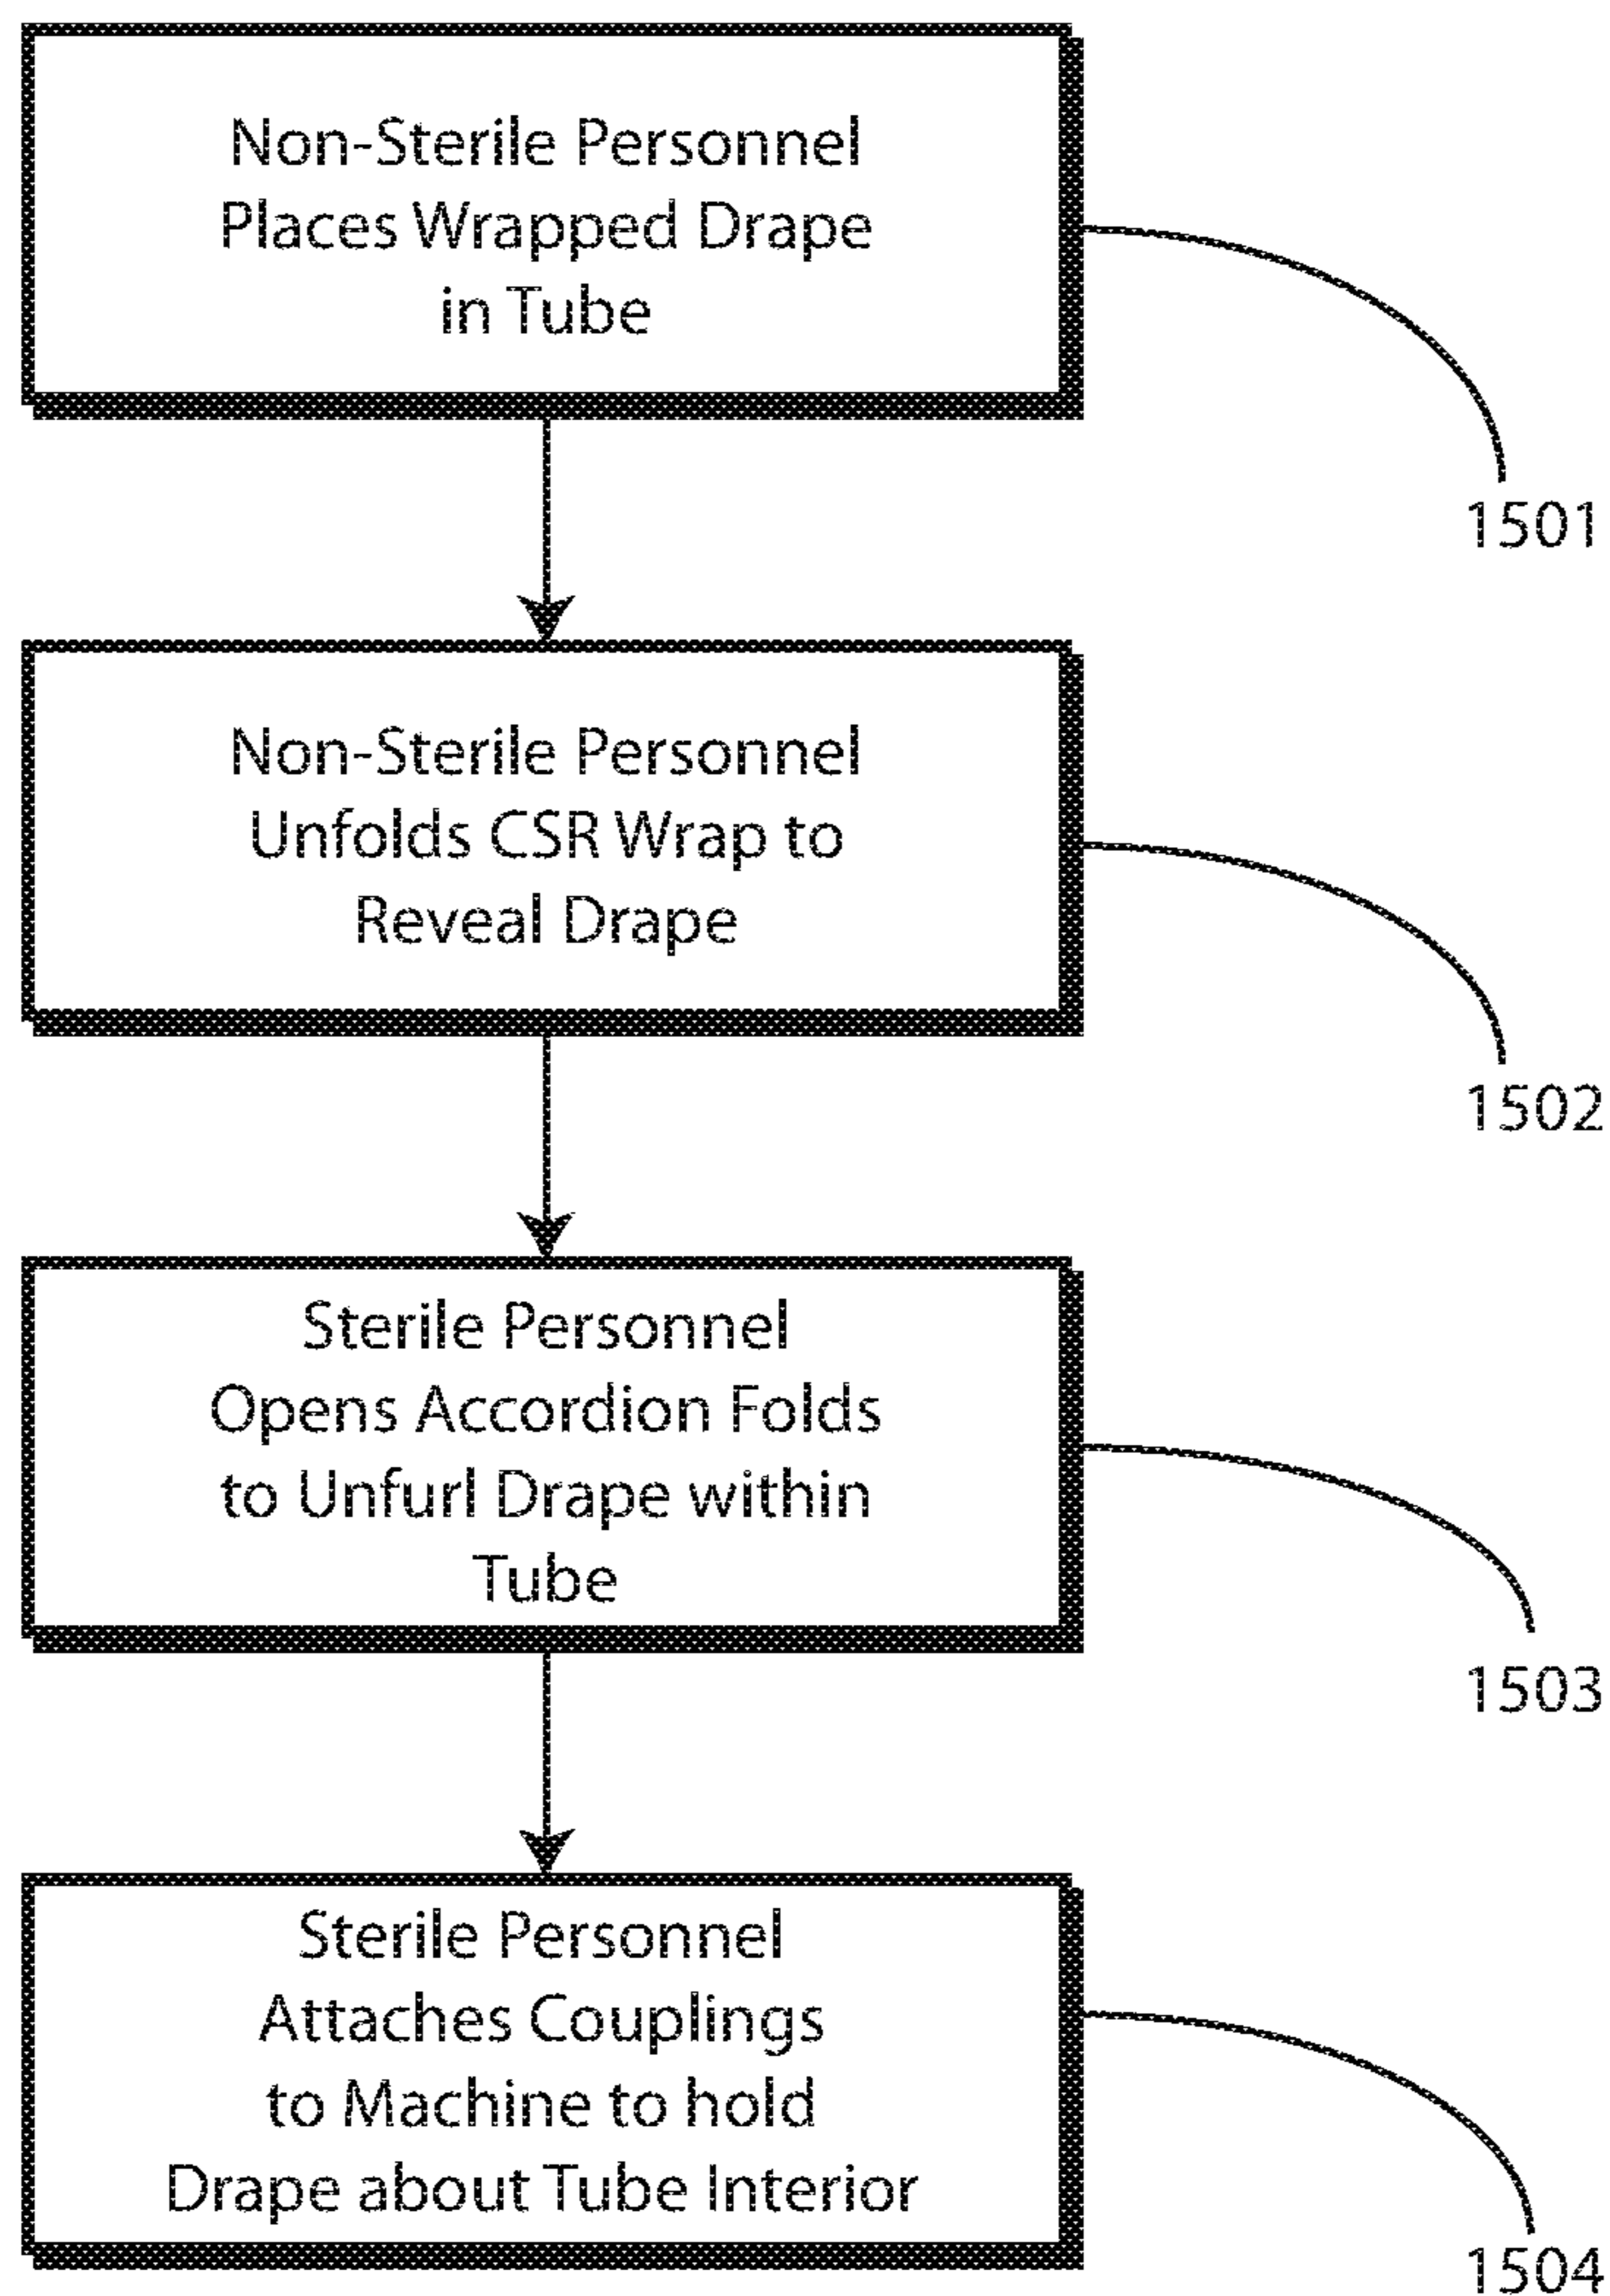 Non-Sterile Personnel
Places Wrapped Drape
in Tube
1501
Non-Sterile Personnel
Unfolds CSR Wrap to
Reveal Drape
1502
Sterile Personnel
Opens Accordion Folds
to Unfurl Drape within
Tube
1503
Sterile Personnel
Attaches Couplings
to Machine to hold
Drape about Tube Interior
1504